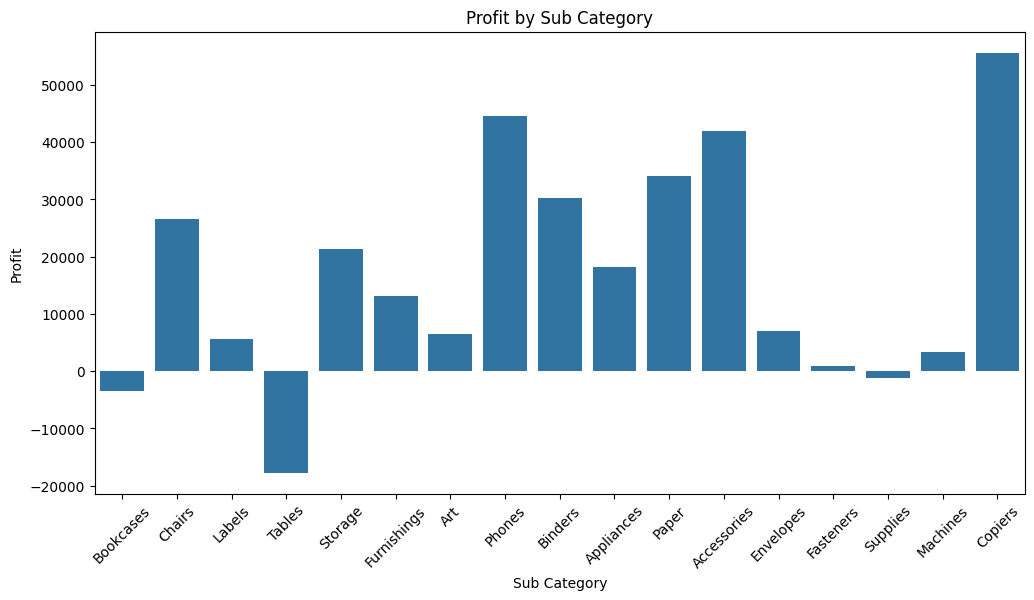 Profit by Sub Category
Profit
50000
40000
30000
20000
10000
0
−10000
−20000
Bookcases
Chairs
Labels
Tables
Storage
Furnishings
Art
Phones
Binders
Appliances
Paper
Accessories
Envelopes
Fasteners
Supplies
Machines
Copiers
Sub Category